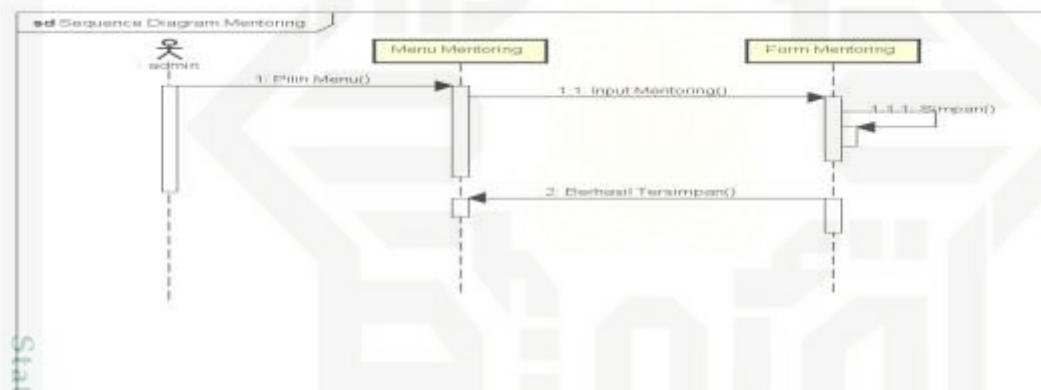 sd Sequence Diagram Mentoring
: admin
Menu Mentoring
Form Mentoring
1: Pilih Menu()
1.1: Input Mentoring()
1.1.1: Simpan()
2: Berhasil Tersimpan()